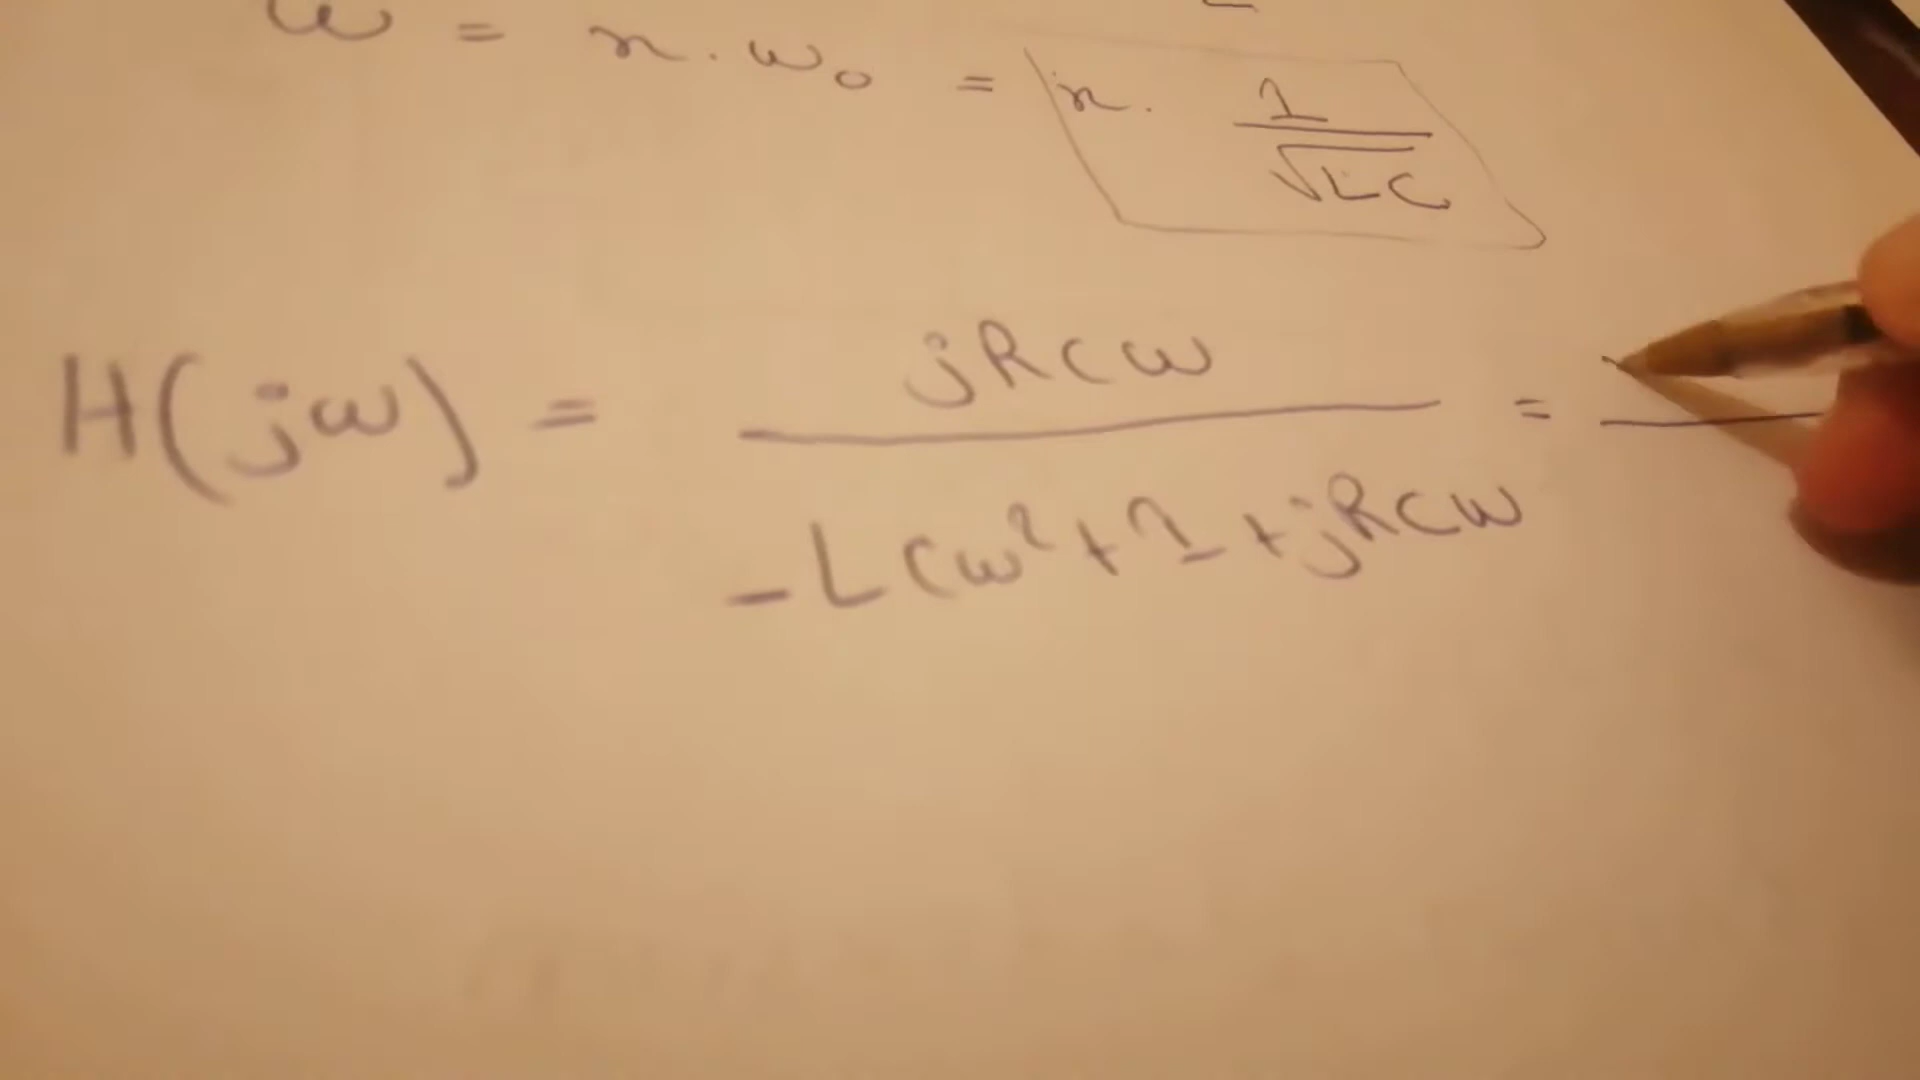 ω = x . ω₀ = x . 1/√LC
H(jω) = jRCω / -LCω² + 1 + jRCω =